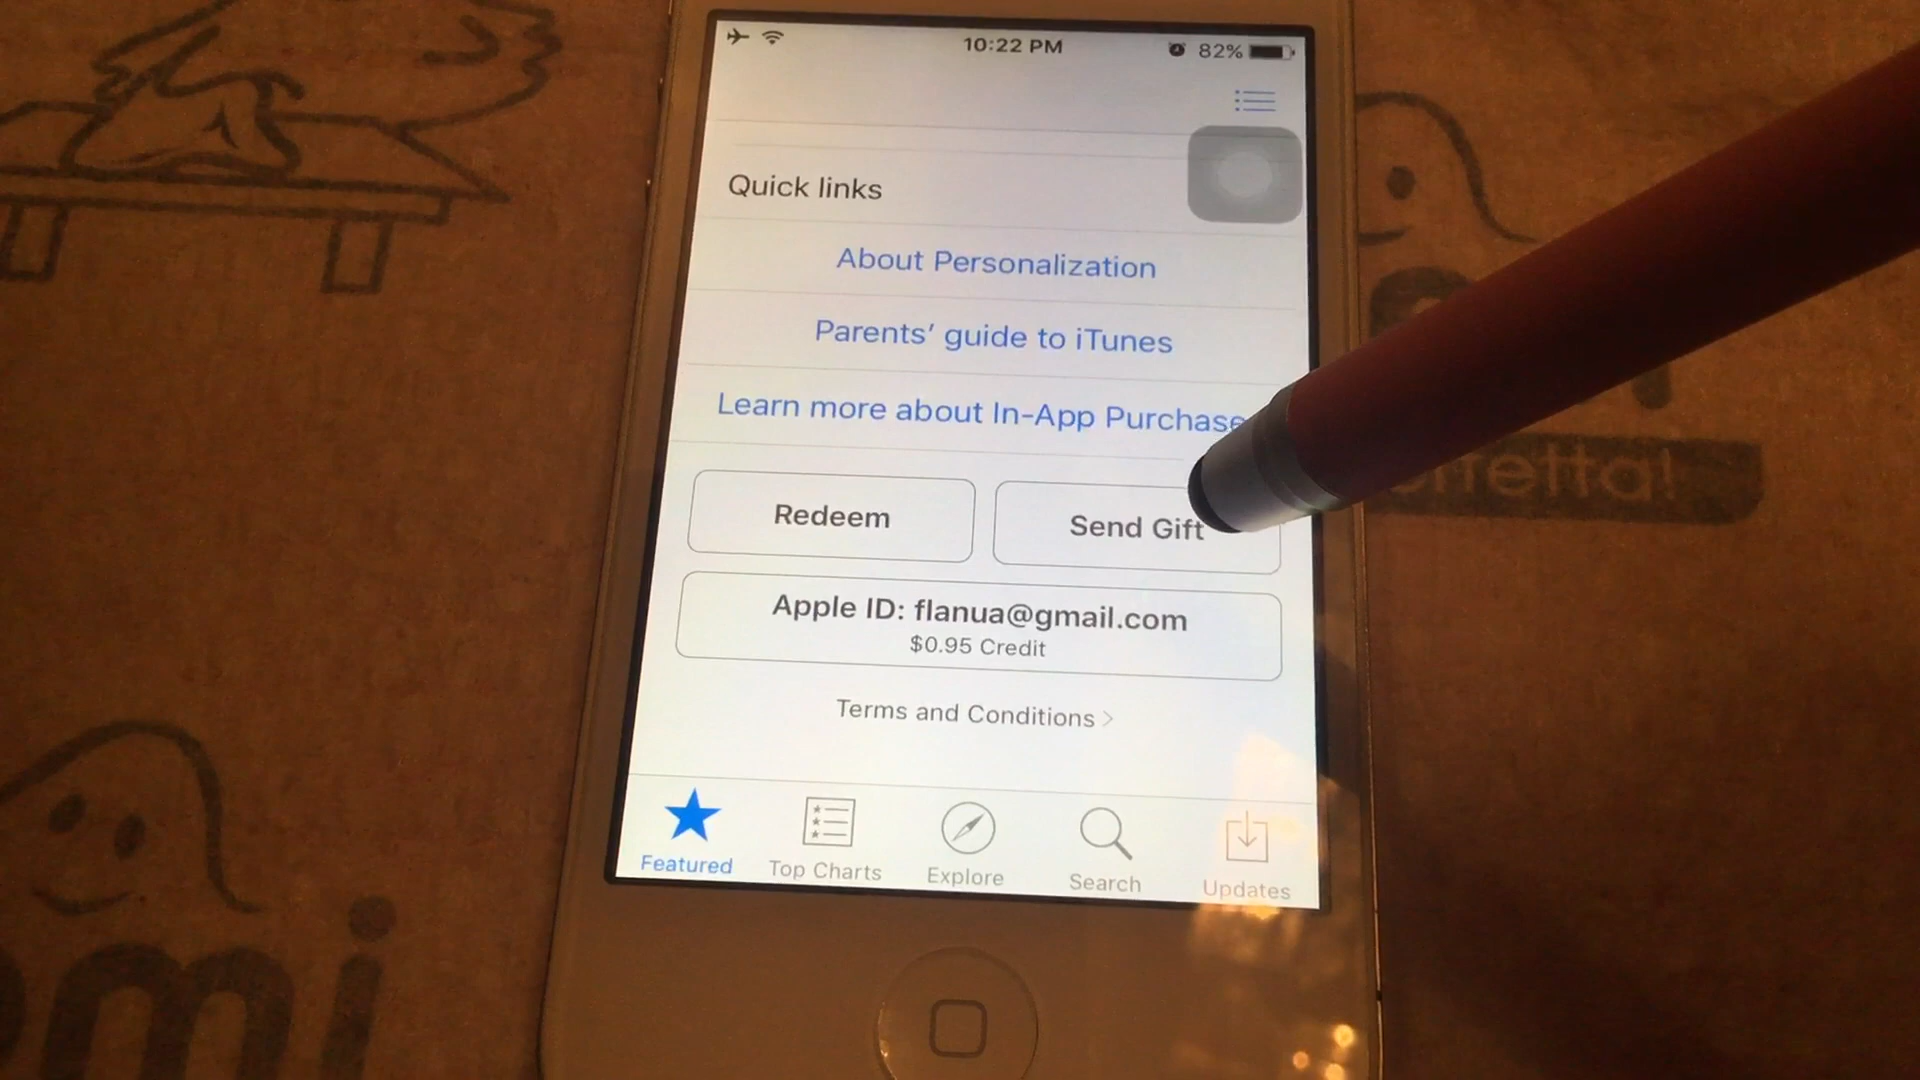 10:22 PM
82%
Quick links
About Personalization
Parents’ guide to iTunes
Learn more about In-App Purchase
Redeem
Send Gift
Apple ID: flanua@gmail.com
$0.95 Credit
Terms and Conditions >
Featured
Top Charts
Explore
Search
Updates